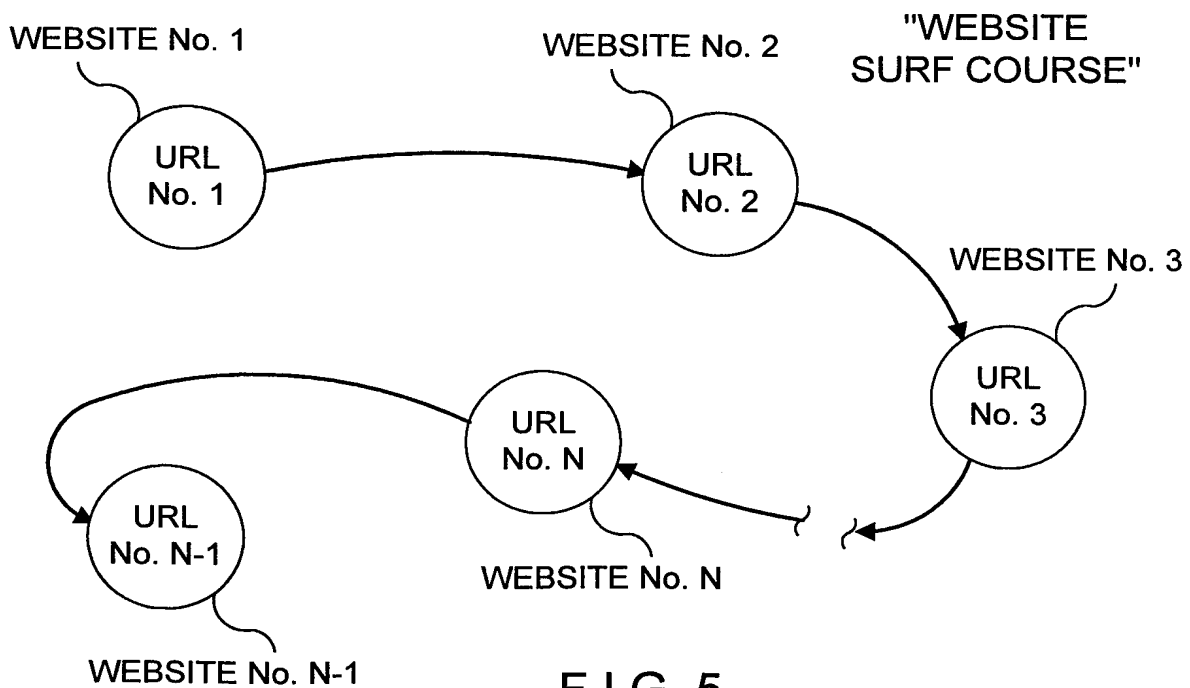 WEBSITE No. 1
WEBSITE No. 2
"WEBSITE
SURF COURSE"
URL
No. 1
URL
No. 2
WEBSITE No. 3
URL
No. 3
URL
No. N
WEBSITE No. N
URL
No. N-1
WEBSITE No. N-1
FIG. 5